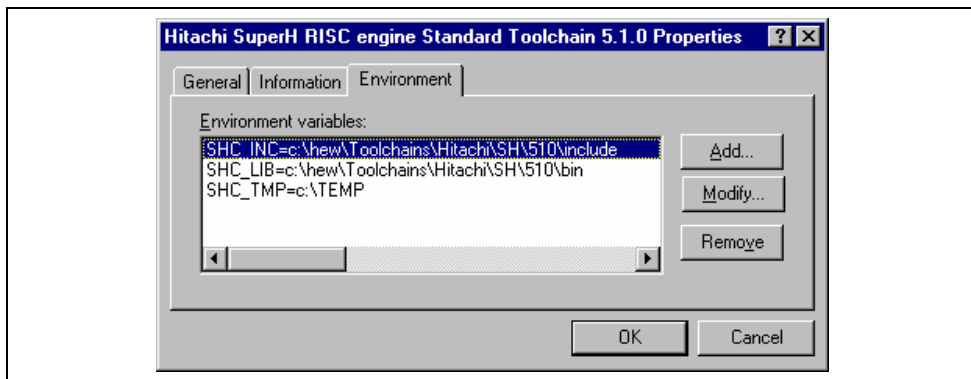 Hitachi SuperH RISC engine Standard Toolchain 5.1.0 Properties
General Information Environment
Environment variables:
SHC_INC=c:\hew\Toolchains\Hitachi\SH\510\include
SHC_LIB=c:\hew\Toolchains\Hitachi\SH\510\bin
SHC_TMP=c:\TEMP
Add...
Modify...
Remove
OK Cancel